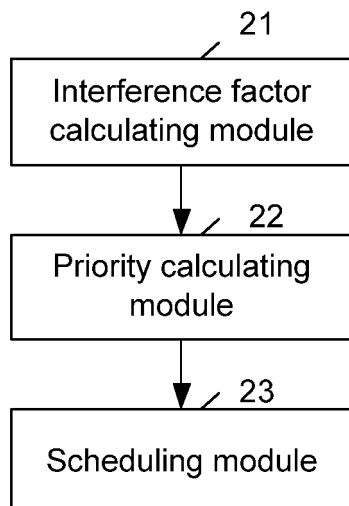 21
Interference factor
calculating module
22
Priority calculating
module
23
Scheduling module